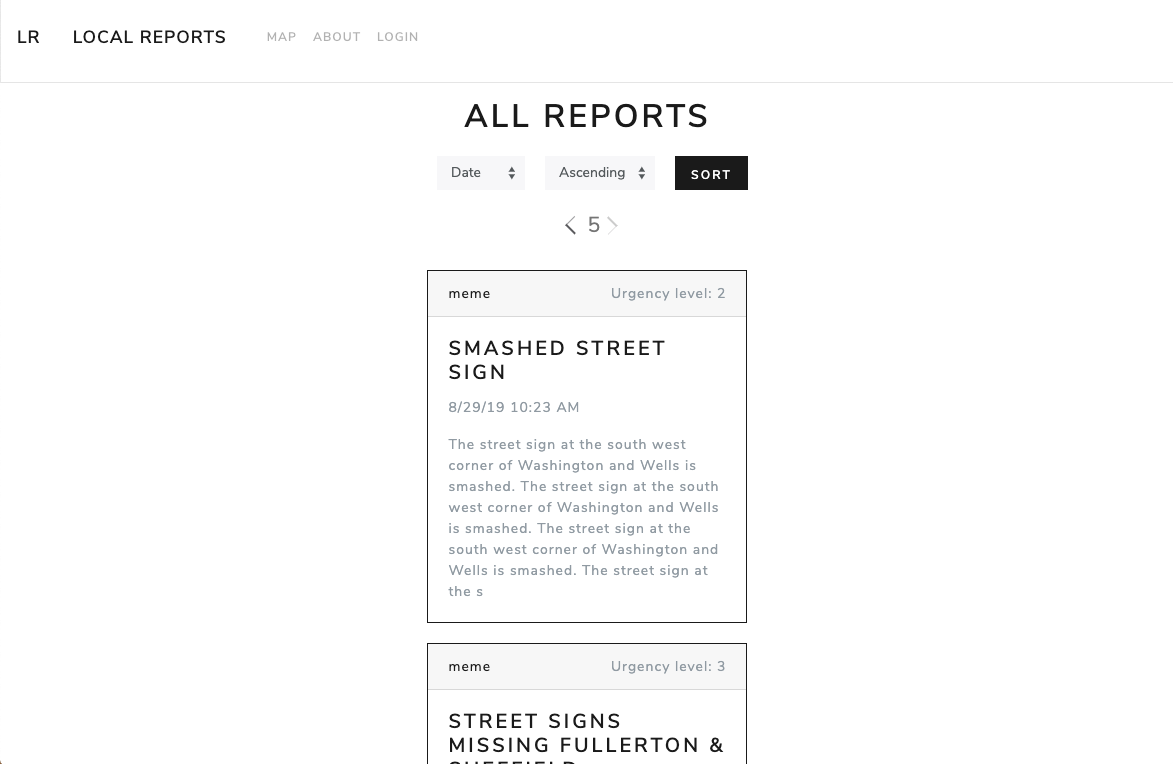 LR LOCAL REPORTS MAP ABOUT LOGIN
ALL REPORTS
Date Ascending SORT
5
meme Urgency level: 2
SMASHED STREET
SIGN
8/29/19 10:23 AM
The street sign at the south west
corner of Washington and Wells is
smashed. The street sign at the south
west corner of Washington and Wells
is smashed. The street sign at the
south west corner of Washington and
Wells is smashed. The street sign at
the s
meme Urgency level: 3
STREET SIGNS
MISSING FULLERTON &
SHEFFIELD